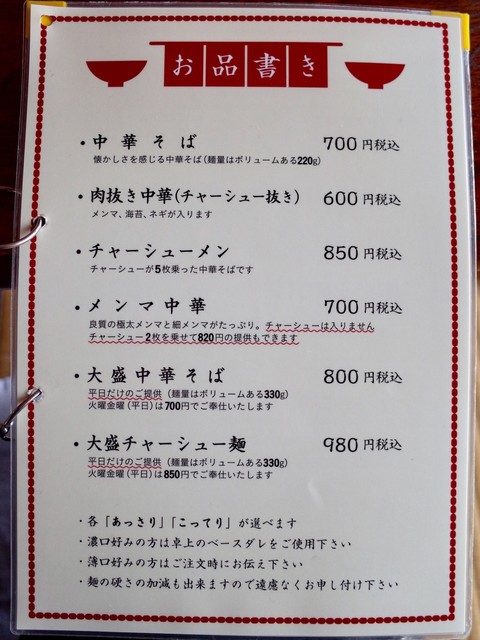 お品書き
・中華そば 700円税込
懐かしさを感じる中華そば(麺量はボリュームある220g)
・肉抜き中華(チャーシュー抜き) 600円税込
メンマ、海苔、ネギが入ります
・チャーシューメン 850円税込
チャーシューが5枚乗った中華そばです
・メンマ中華 700円税込
良質の極太メンマと細メンマがたっぷり。チャーシューは入りません
チャーシュー2枚を乗せて820円の提供もできます
・大盛中華そば 800円税込
平日だけのご提供(麺量はボリュームある330g)
火曜金曜(平日)は700円でご奉仕いたします
・大盛チャーシュー麺 980円税込
平日だけのご提供(麺量はボリュームある330g)
火曜金曜(平日)は850円でご奉仕いたします
・各「あっさり」「こってり」が選べます
・濃口好みの方は卓上のベースダレをご使用下さい
・薄口好みの方はご注文時にお伝え下さい
・麺の硬さの加減も出来ますので遠慮なくお申し付け下さい